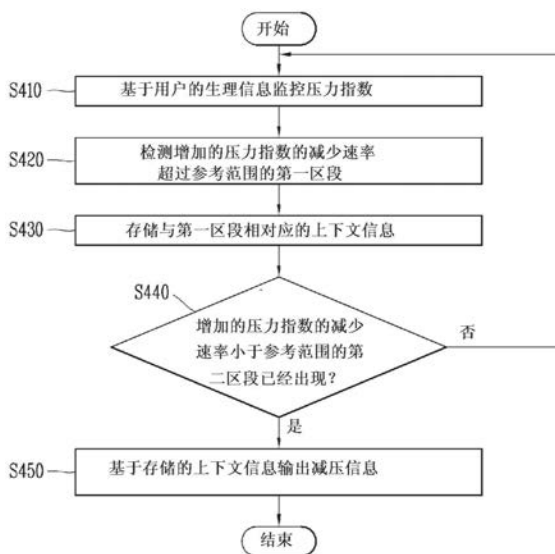 开始
S410
基于用户的生理信息监控压力指数
S420
检测增加的压力指数的减少速率
超过参考范围的第一区段
S430
存储与第一区段相对应的上下文信息
S440
增加的压力指数的减少
速率小于参考范围的第
二区段已经出现？
否
是
S450
基于存储的上下文信息输出减压信息
结束